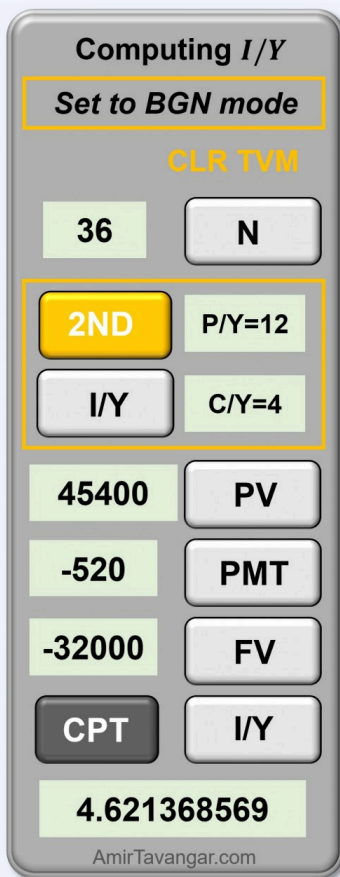 Computing I/Y
Set to BGN mode
CLR TVM
36 N
2ND P/Y=12
I/Y C/Y=4
45400 PV
-520 PMT
-32000 FV
CPT I/Y
4.621368569
AmirTavangar.com